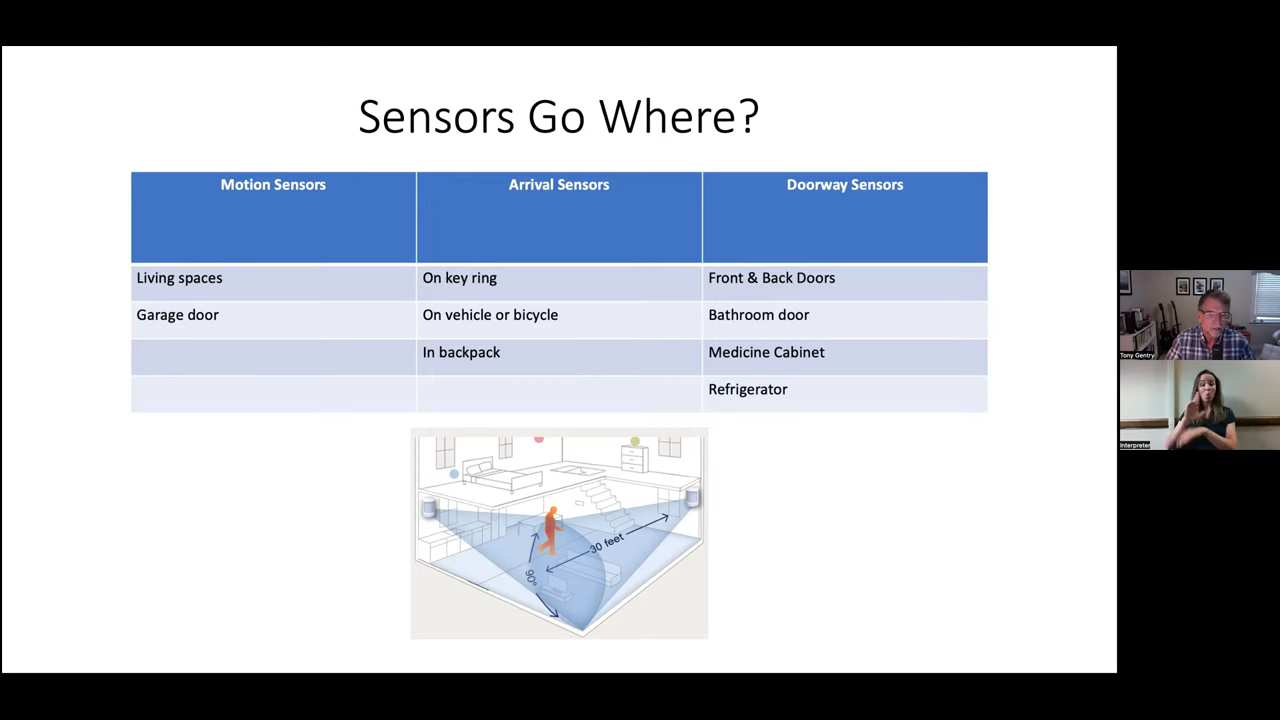 Sensors Go Where?
Motion Sensors
Arrival Sensors
Doorway Sensors
Living spaces
On key ring
Front & Back Doors
Garage door
On vehicle or bicycle
Bathroom door
In backpack
Medicine Cabinet
Refrigerator
30 feet
90°
Tony Gentry
Interpreter